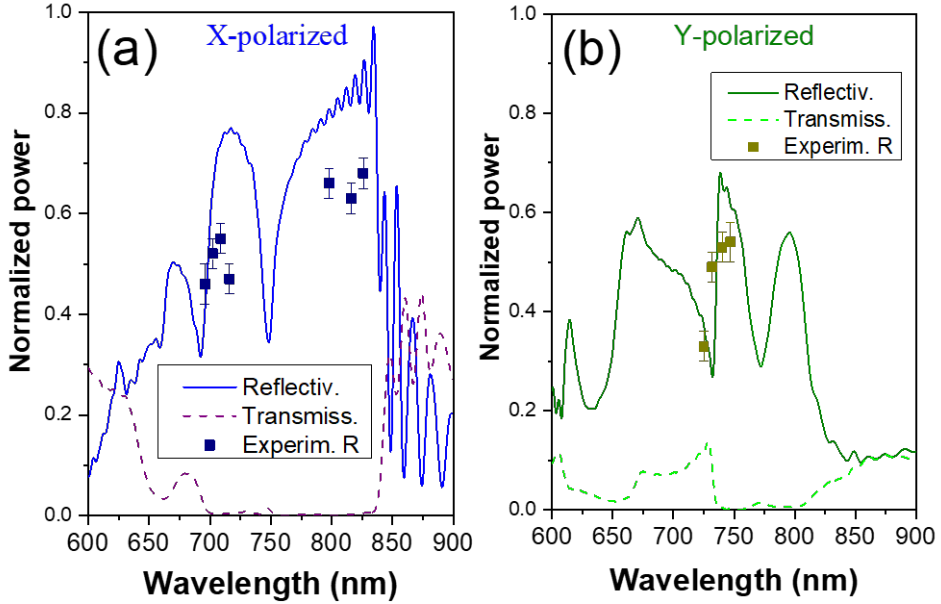 (a)
X-polarized
Normalized power
1.0
0.8
0.6
0.4
0.2
0.0
Reflectiv.
Transmiss.
Experim. R
600 650 700 750 800 850 900
Wavelength (nm)
(b)
Y-polarized
Normalized power
1.0
0.8
0.6
0.4
0.2
0.0
Reflectiv.
Transmiss.
Experim. R
600 650 700 750 800 850 900
Wavelength (nm)